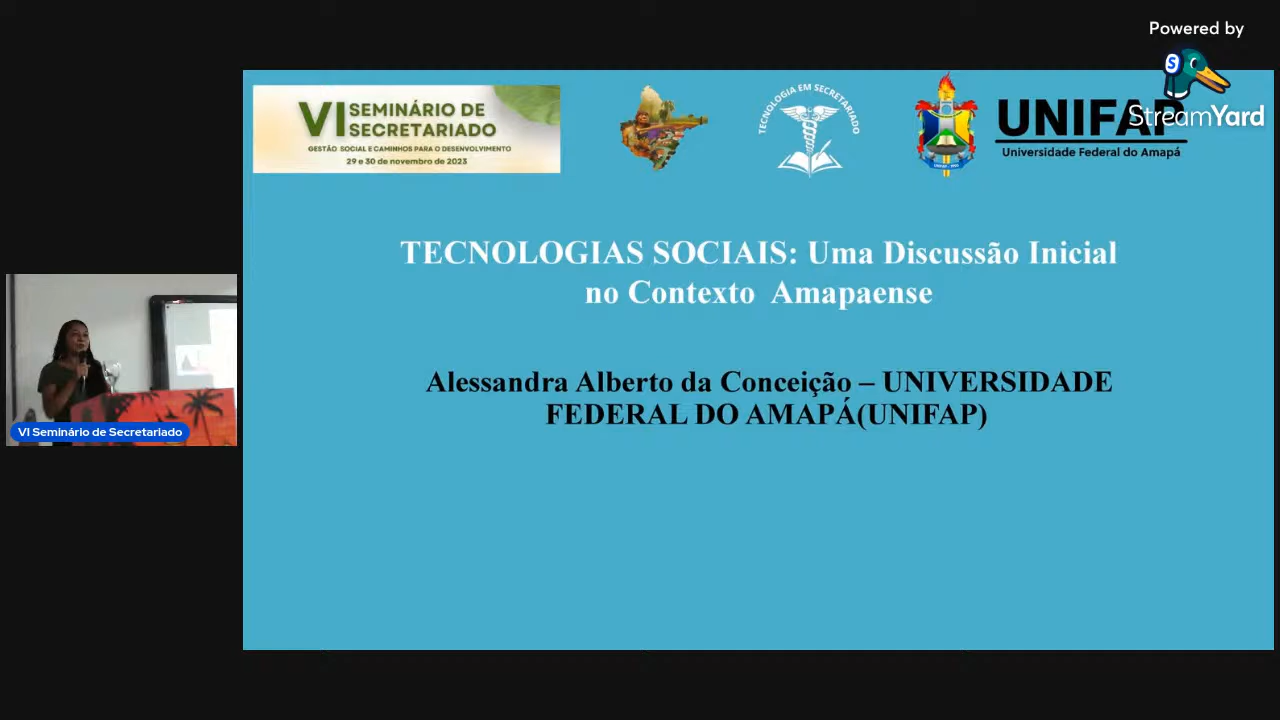 Powered by
StreamYard
VI SEMINÁRIO DE
SECRETARIADO
GESTÃO SOCIAL E CAMINHOS PARA O DESENVOLVIMENTO
29 e 30 de novembro de 2023
TECNOLOGIA EM SECRETARIADO
UNIFAP
Universidade Federal do Amapá
TECNOLOGIAS SOCIAIS: Uma Discussão Inicial
no Contexto Amapaense
Alessandra Alberto da Conceição – UNIVERSIDADE
FEDERAL DO AMAPÁ(UNIFAP)
VI Seminário de Secretariado